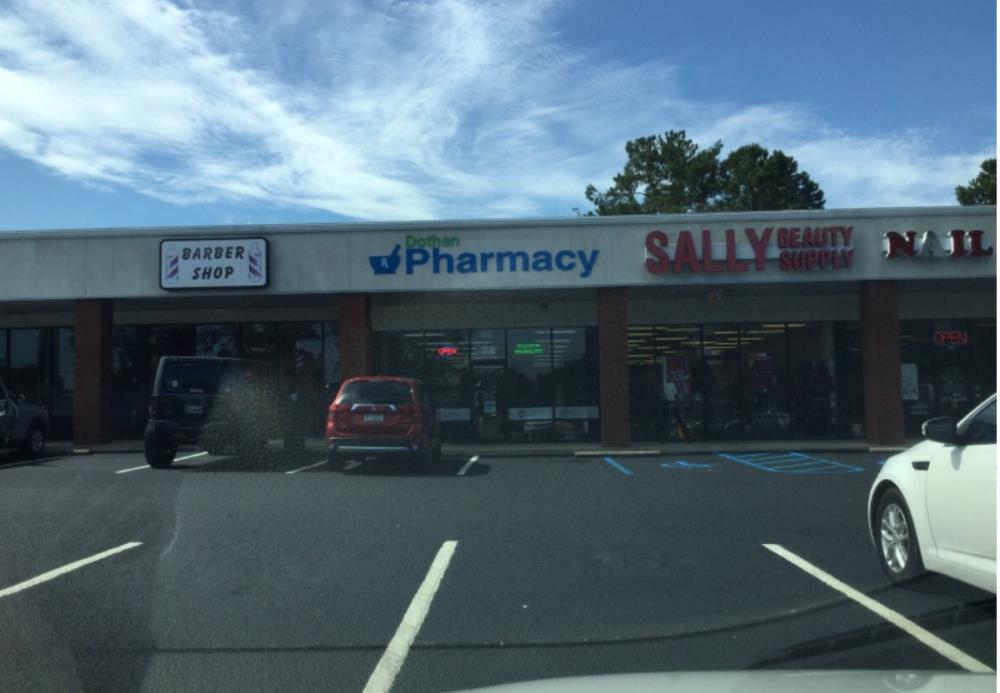 BARBER
SHOP
Dothan
Pharmacy
SALLY BEAUTY
SUPPLY
NAIL
OPEN
OPEN